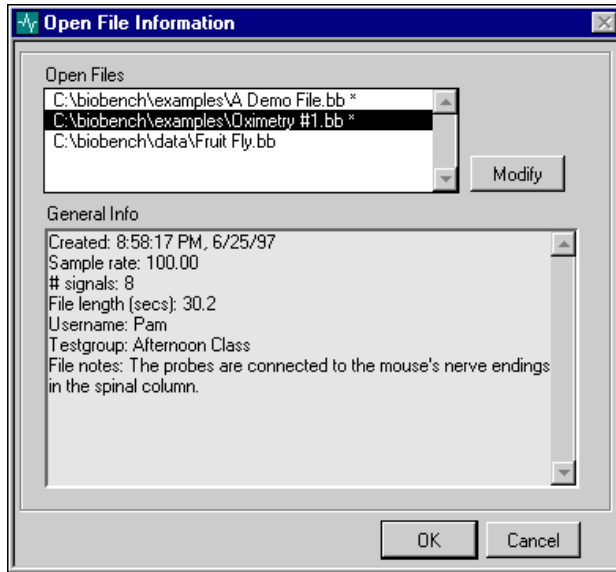 Open File Information
Open Files
C:\biobench\examples\A Demo File.bb *
C:\biobench\examples\Oximetry #1.bb *
C:\biobench\data\Fruit Fly.bb
Modify
General Info
Created: 8:58:17 PM, 6/25/97
Sample rate: 100.00
# signals: 8
File length (secs): 30.2
Username: Pam
Testgroup: Afternoon Class
File notes: The probes are connected to the mouse's nerve endings
in the spinal column.
OK
Cancel